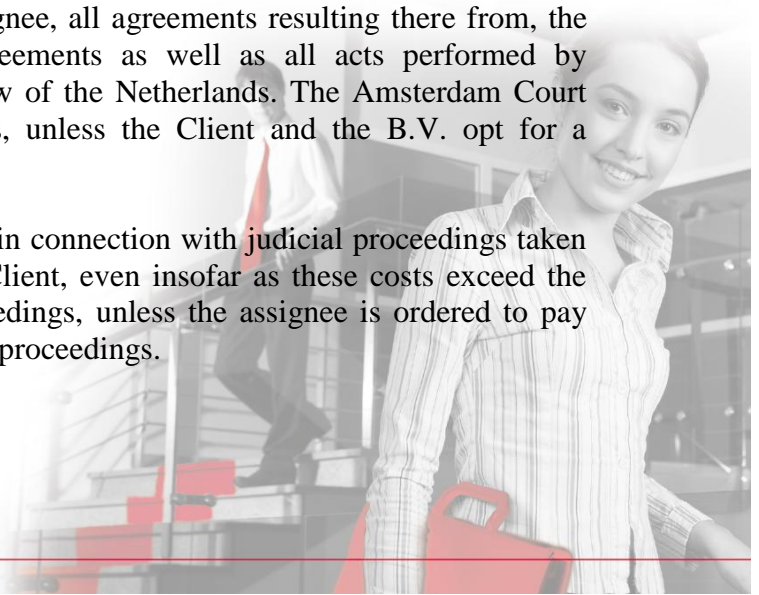 gnee, all agreements resulting there from, the
eements as well as all acts performed by
w of the Netherlands. The Amsterdam Court
s, unless the Client and the B.V. opt for a
in connection with judicial proceedings taken
Client, even insofar as these costs exceed the
edings, unless the assignee is ordered to pay
proceedings.